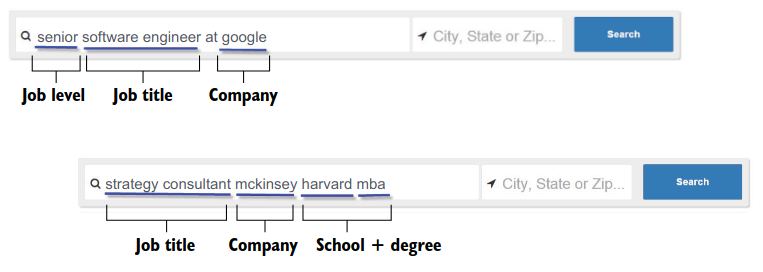 senior software engineer at google City, State or Zip... Search
Job level Job title Company
strategy consultant mckinsey harvard mba City, State or Zip... Search
Job title Company School + degree